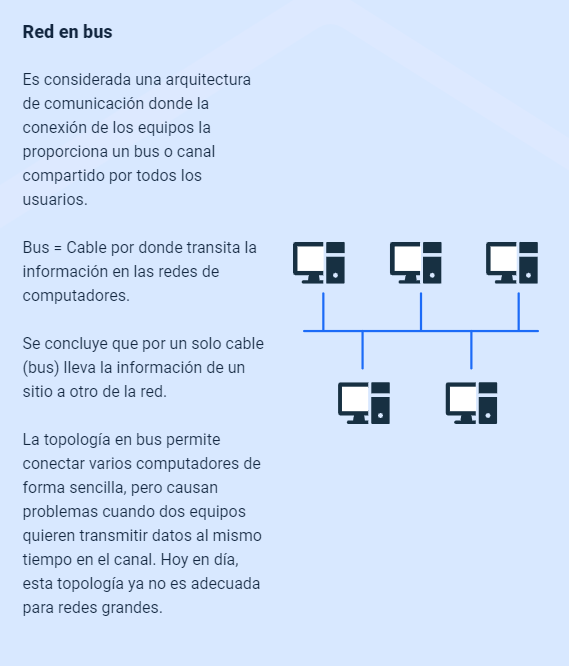 Red en bus
Es considerada una arquitectura
de comunicación donde la
conexión de los equipos la
proporciona un bus o canal
compartido por todos los
usuarios.
Bus = Cable por donde transita la
información en las redes de
computadores.
Se concluye que por un solo cable
(bus) lleva la información de un
sitio a otro de la red.
La topología en bus permite
conectar varios computadores de
forma sencilla, pero causan
problemas cuando dos equipos
quieren transmitir datos al mismo
tiempo en el canal. Hoy en día,
esta topología ya no es adecuada
para redes grandes.